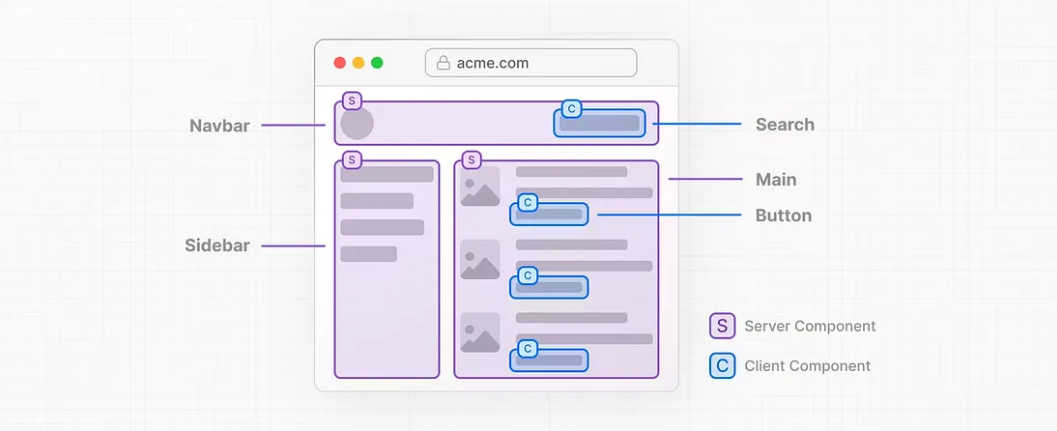 acme.com
S
C
Navbar
Search
S
S
Main
C
Button
Sidebar
C
S Server Component
C
C Client Component